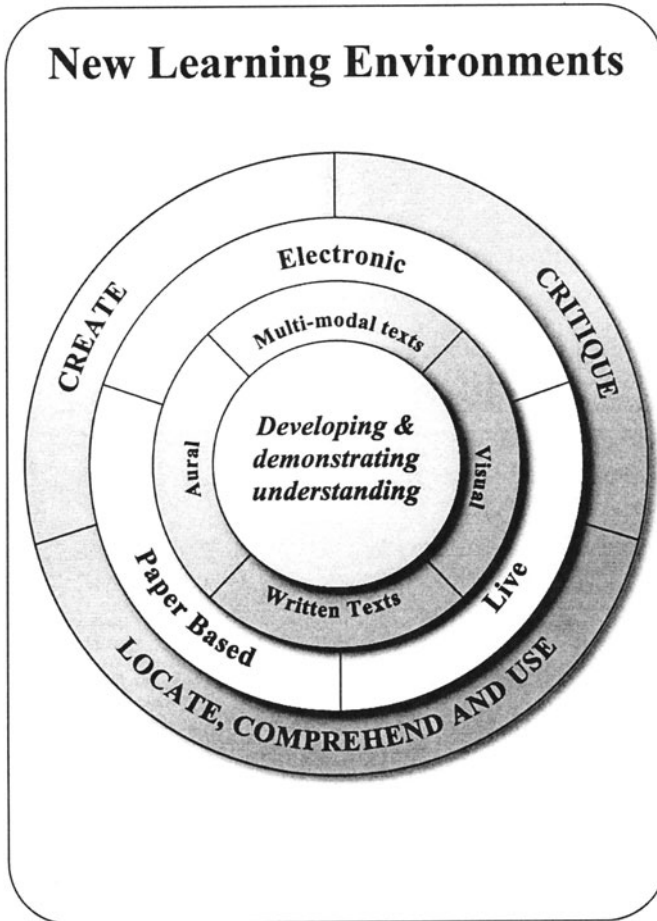 New Learning Environments
CREATE
CRITIQUE
LOCATE, COMPREHEND AND USE
Electronic
Paper Based
Live
Multi-modal texts
Aural
Visual
Written Texts
Developing &
demonstrating
understanding